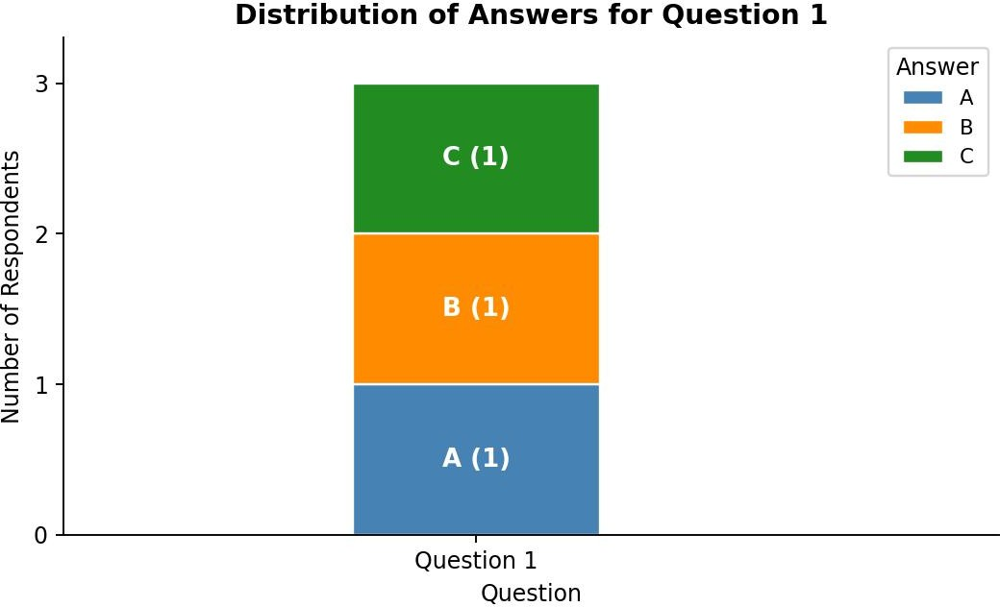 Distribution of Answers for Question 1
Number of Respondents
3
2
1
0
C (1)
B (1)
A (1)
Answer
A
B
C
Question 1
Question